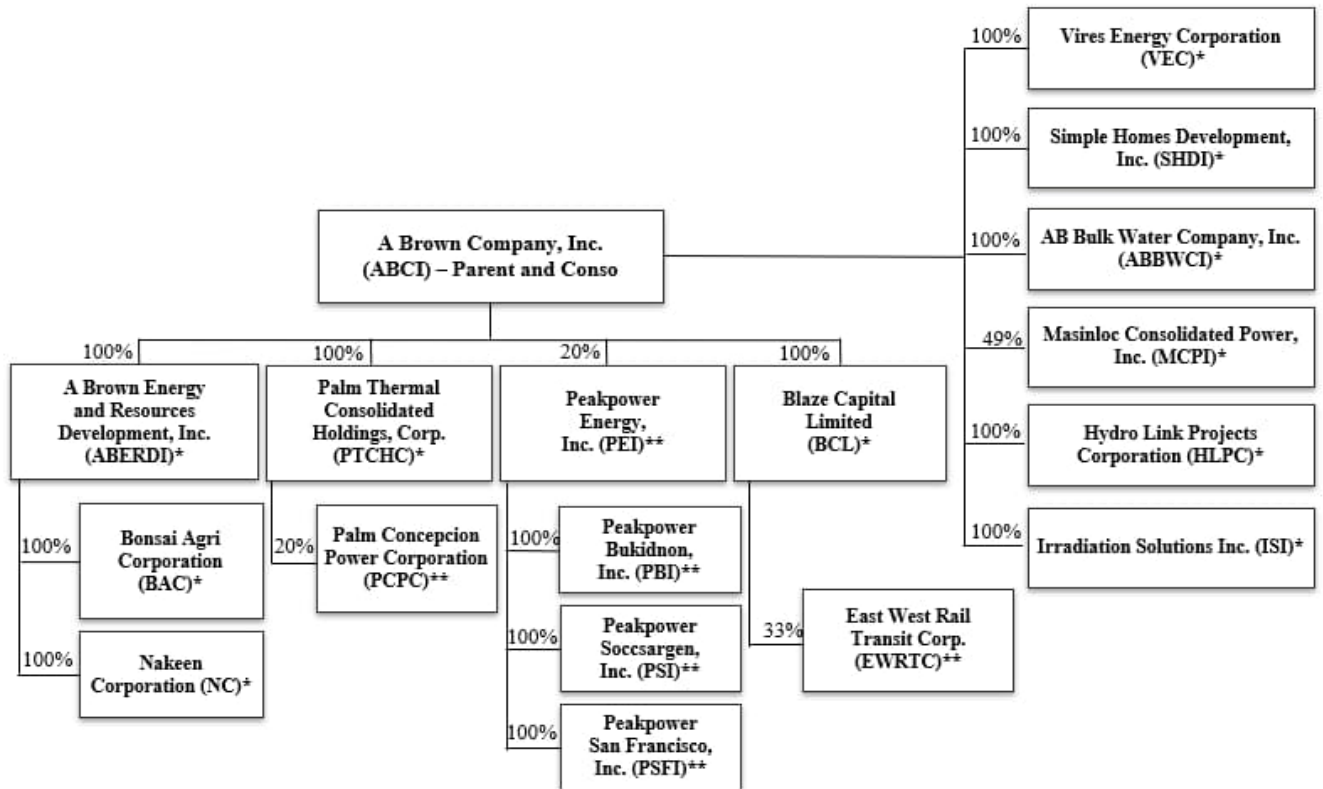 100%
Vires Energy Corporation
(VEC)*
100%
Simple Homes Development,
Inc. (SHDI)*
A Brown Company, Inc.
(ABCI) – Parent and Conso
100%
AB Bulk Water Company, Inc.
(ABBWCI)*
49%
Masinloc Consolidated Power,
Inc. (MCPI)*
100%
Hydro Link Projects
Corporation (HLPC)*
100%
Irradiation Solutions Inc. (ISI)*
100%
A Brown Energy
and Resources
Development, Inc.
(ABERDI)*
100%
Palm Thermal
Consolidated
Holdings, Corp.
(PTCHC)*
20%
Peakpower
Energy,
Inc. (PEI)**
100%
Blaze Capital
Limited
(BCL)*
100%
Bonsai Agri
Corporation
(BAC)*
100%
Nakeen
Corporation (NC)*
20%
Palm Concepcion
Power Corporation
(PCPC)**
100%
Peakpower
Bukidnon,
Inc. (PBI)**
100%
Peakpower
Soccsargen,
Inc. (PSI)**
100%
Peakpower
San Francisco,
Inc. (PSFI)**
33%
East West Rail
Transit Corp.
(EWRTC)**